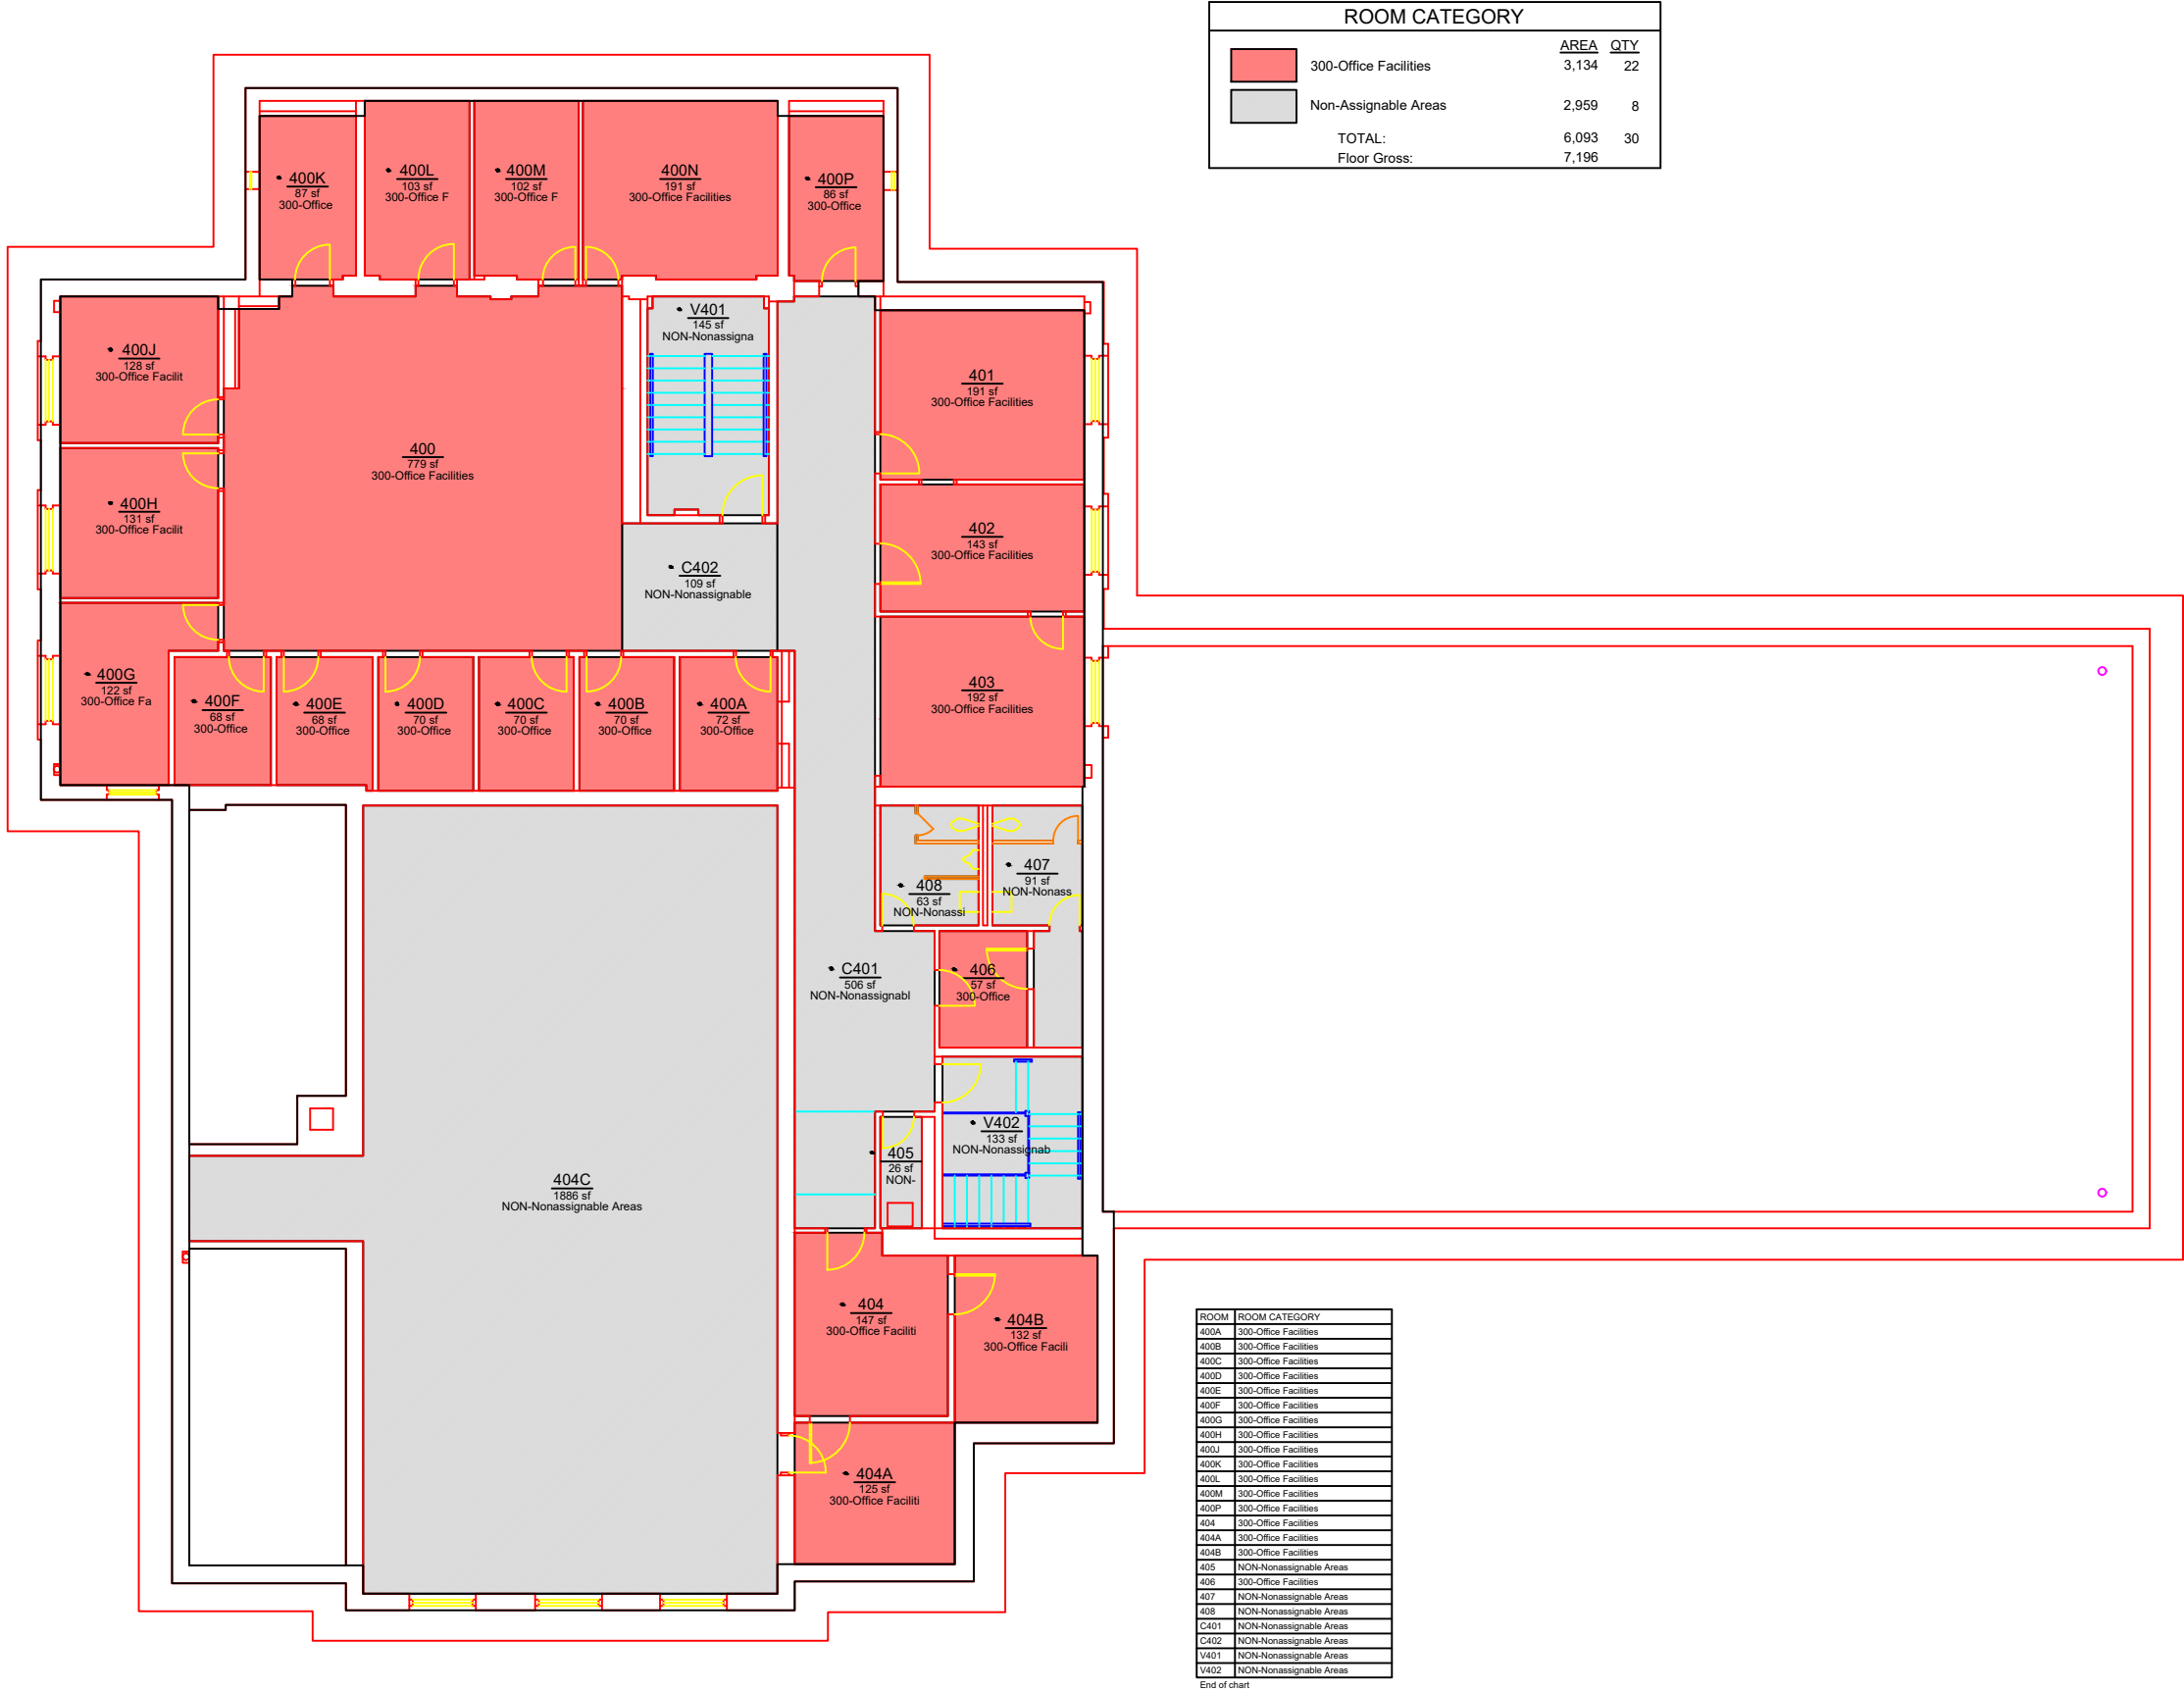 ROOM CATEGORY
AREA QTY
300-Office Facilities 3,134 22
Non-Assignable Areas 2,959 8
TOTAL: 6,093 30
Floor Gross: 7,196
400K
87 sf
300-Office
400L
103 sf
300-Office F
400M
102 sf
300-Office F
400N
191 sf
300-Office Facilities
400P
86 sf
300-Office
V401
145 sf
NON-Nonassigna
400J
128 sf
300-Office Facilit
401
191 sf
300-Office Facilities
400
779 sf
300-Office Facilities
400H
131 sf
300-Office Facilit
402
143 sf
300-Office Facilities
C402
109 sf
NON-Nonassignable
400G
122 sf
300-Office Fa
400F
68 sf
300-Office
400E
68 sf
300-Office
400D
70 sf
300-Office
400C
70 sf
300-Office
400B
70 sf
300-Office
400A
72 sf
300-Office
403
192 sf
300-Office Facilities
408
63 sf
NON-Nonassi
407
91 sf
NON-Nonass
C401
506 sf
NON-Nonassignabl
406
57 sf
300-Office
V402
133 sf
NON-Nonassignab
405
26 sf
NON-
404C
1886 sf
NON-Nonassignable Areas
404
147 sf
300-Office Faciliti
404B
132 sf
300-Office Facili
404A
125 sf
300-Office Faciliti
ROOM ROOM CATEGORY
400A 300-Office Facilities
400B 300-Office Facilities
400C 300-Office Facilities
400D 300-Office Facilities
400E 300-Office Facilities
400F 300-Office Facilities
400G 300-Office Facilities
400H 300-Office Facilities
400J 300-Office Facilities
400K 300-Office Facilities
400L 300-Office Facilities
400M 300-Office Facilities
400P 300-Office Facilities
404 300-Office Facilities
404A 300-Office Facilities
404B 300-Office Facilities
405 NON-Nonassignable Areas
406 300-Office Facilities
407 NON-Nonassignable Areas
408 NON-Nonassignable Areas
C401 NON-Nonassignable Areas
C402 NON-Nonassignable Areas
V401 NON-Nonassignable Areas
V402 NON-Nonassignable Areas
End of chart